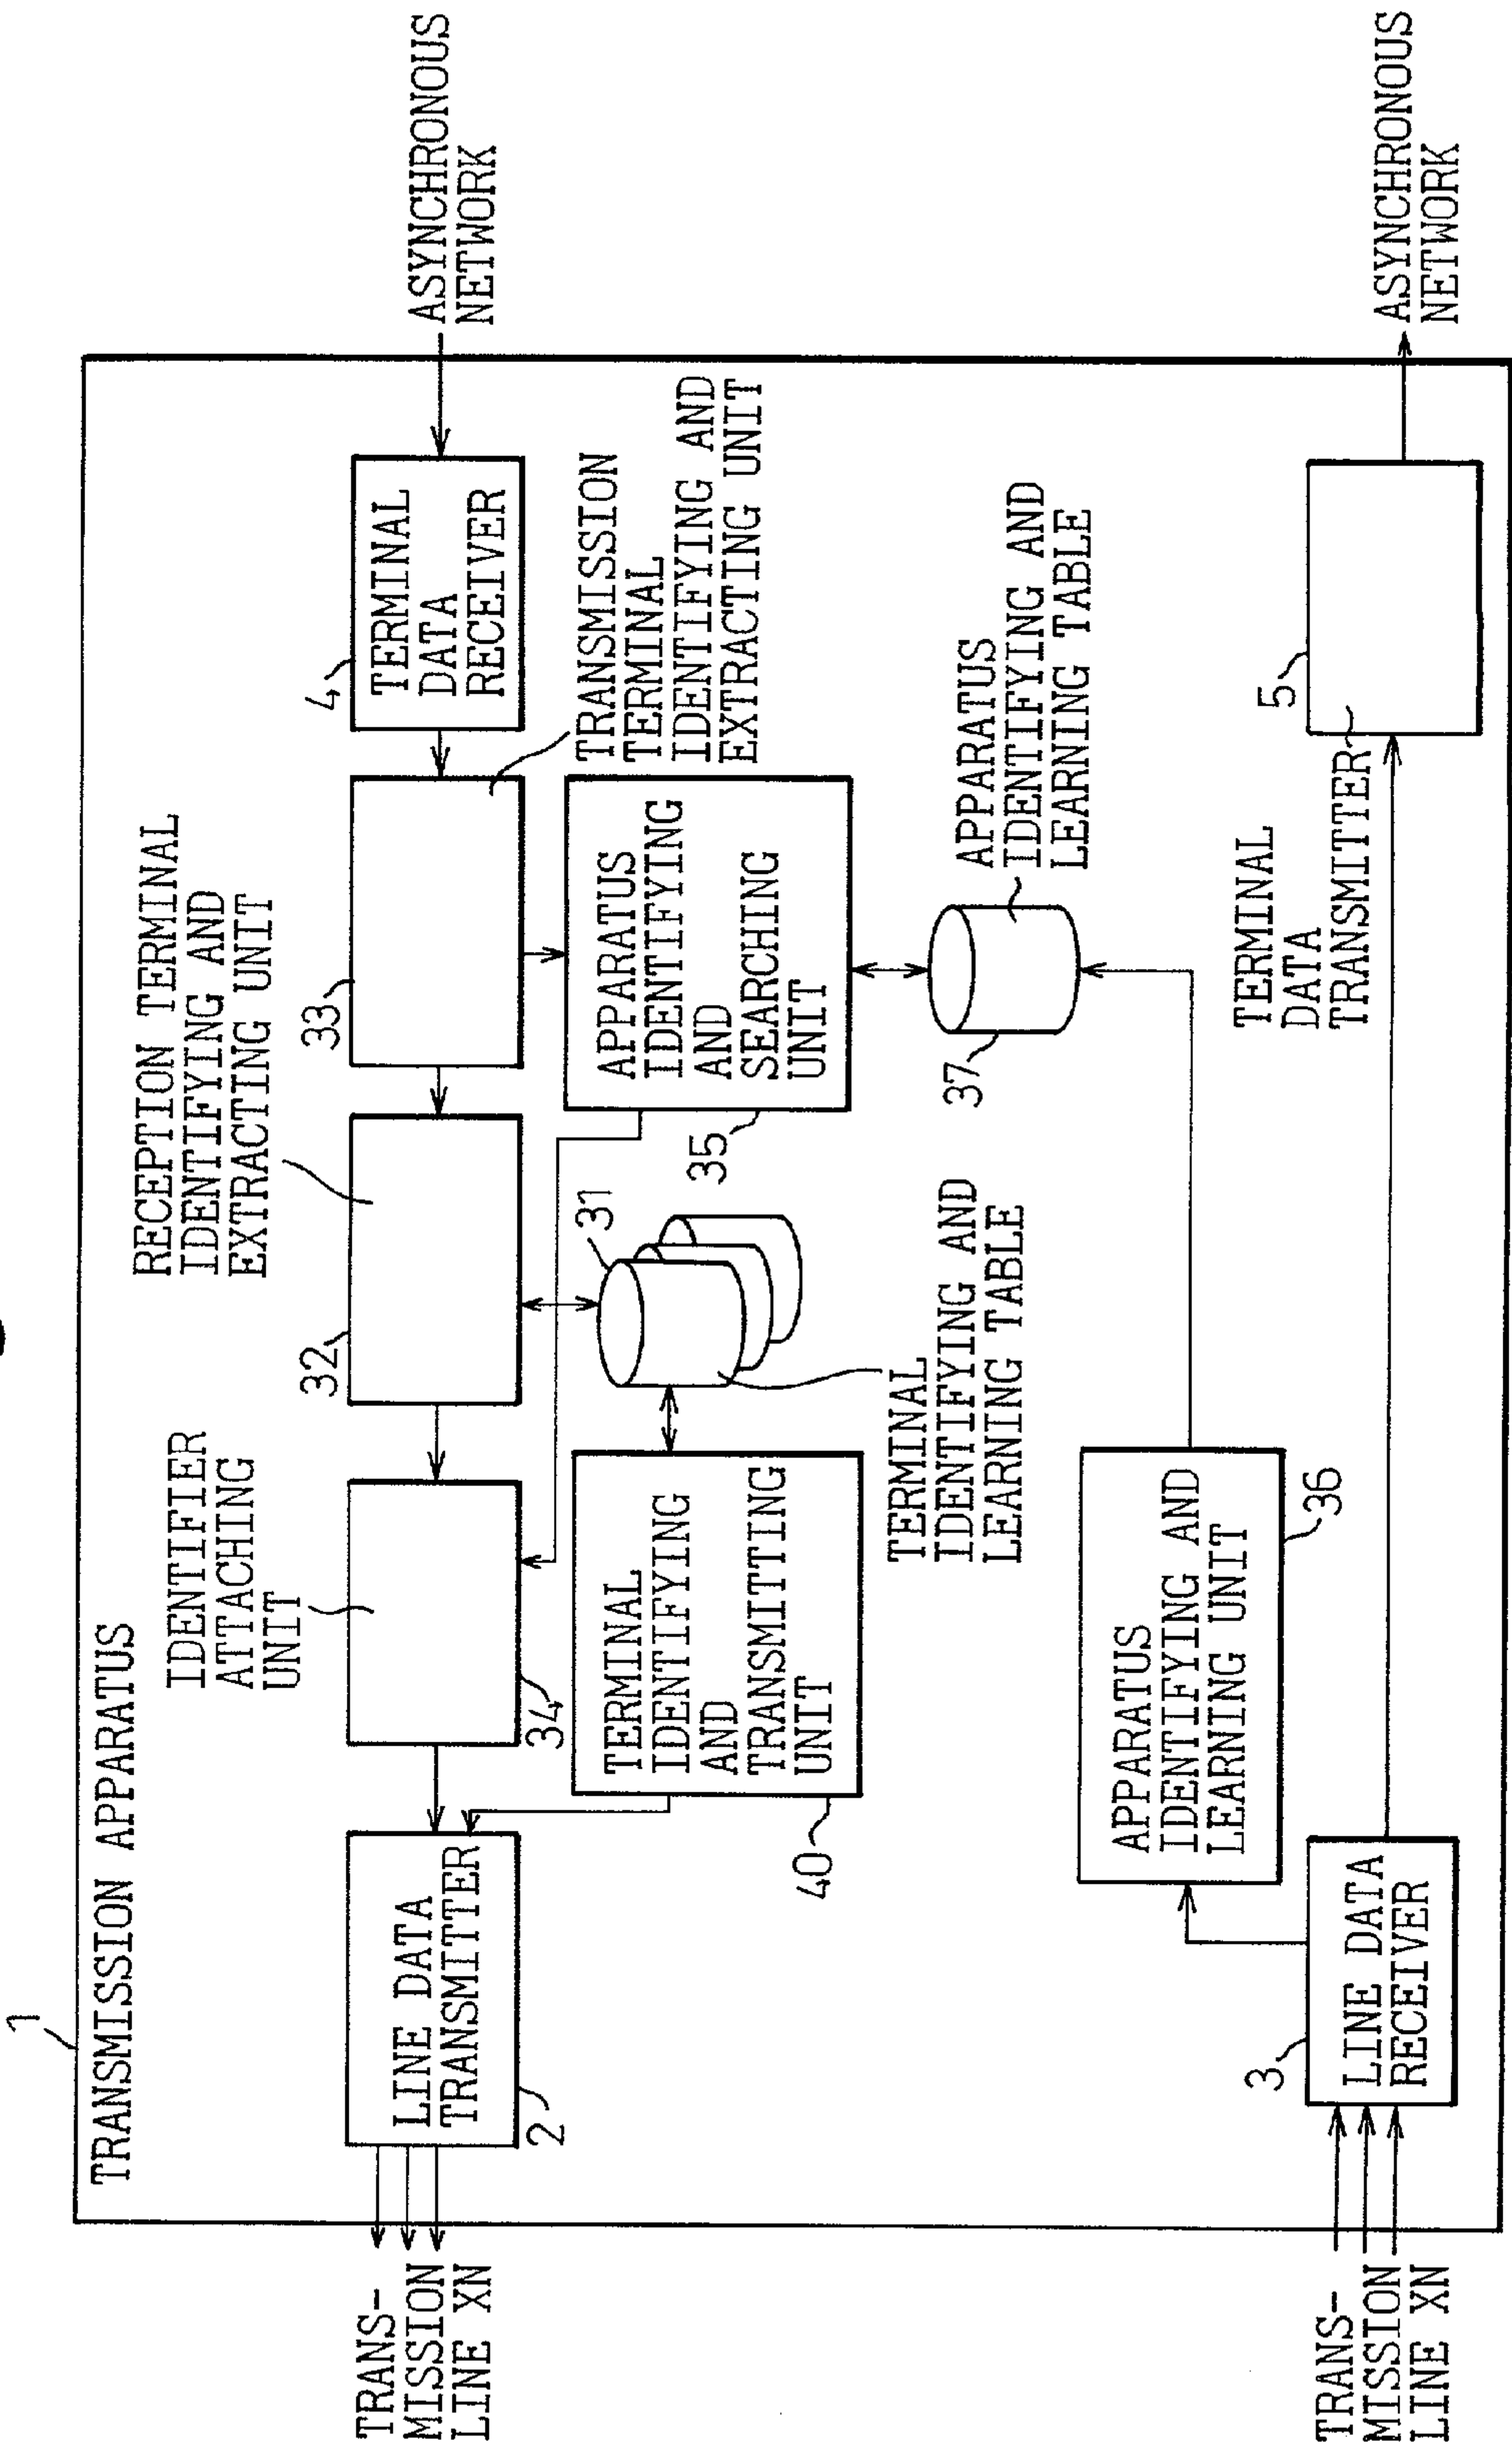 1
TRANSMISSION APPARATUS
TRANS-
MISSION
LINE XN
LINE DATA
TRANSMITTER
2
IDENTIFIER
ATTACHING
UNIT
34
RECEPTION TERMINAL
IDENTIFYING AND
EXTRACTING UNIT
32
33
4
TERMINAL
DATA
RECEIVER
ASYNCHRONOUS
NETWORK
TRANSMISSION
TERMINAL
IDENTIFYING AND
EXTRACTING UNIT
TERMINAL
IDENTIFYING
AND
TRANSMITTING
UNIT
40
31
TERMINAL
IDENTIFYING AND
LEARNING TABLE
APPARATUS
IDENTIFYING
AND
SEARCHING
UNIT
35
37
APPARATUS
IDENTIFYING AND
LEARNING TABLE
APPARATUS
IDENTIFYING AND
LEARNING UNIT
36
TRANS-
MISSION
LINE XN
3
LINE DATA
RECEIVER
TERMINAL
DATA
TRANSMITTER
5
ASYNCHRONOUS
NETWORK